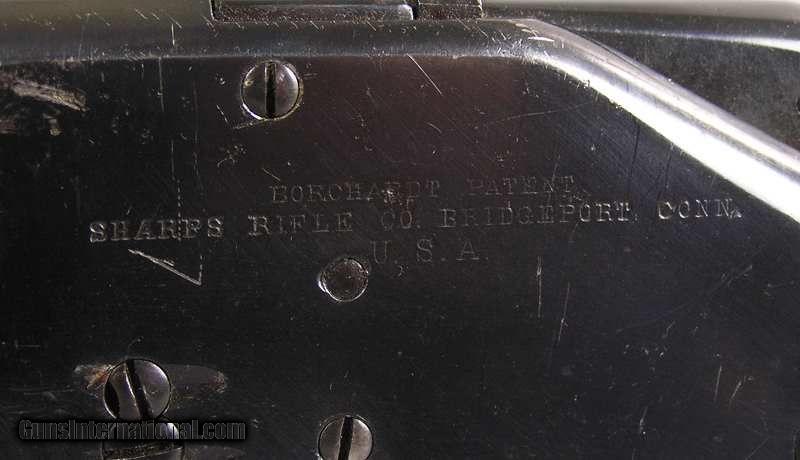 BORCHARDT PATENT
SHARPS RIFLE CO. BRIDGEPORT CONN.
U.S.A.
GunsInternational.com